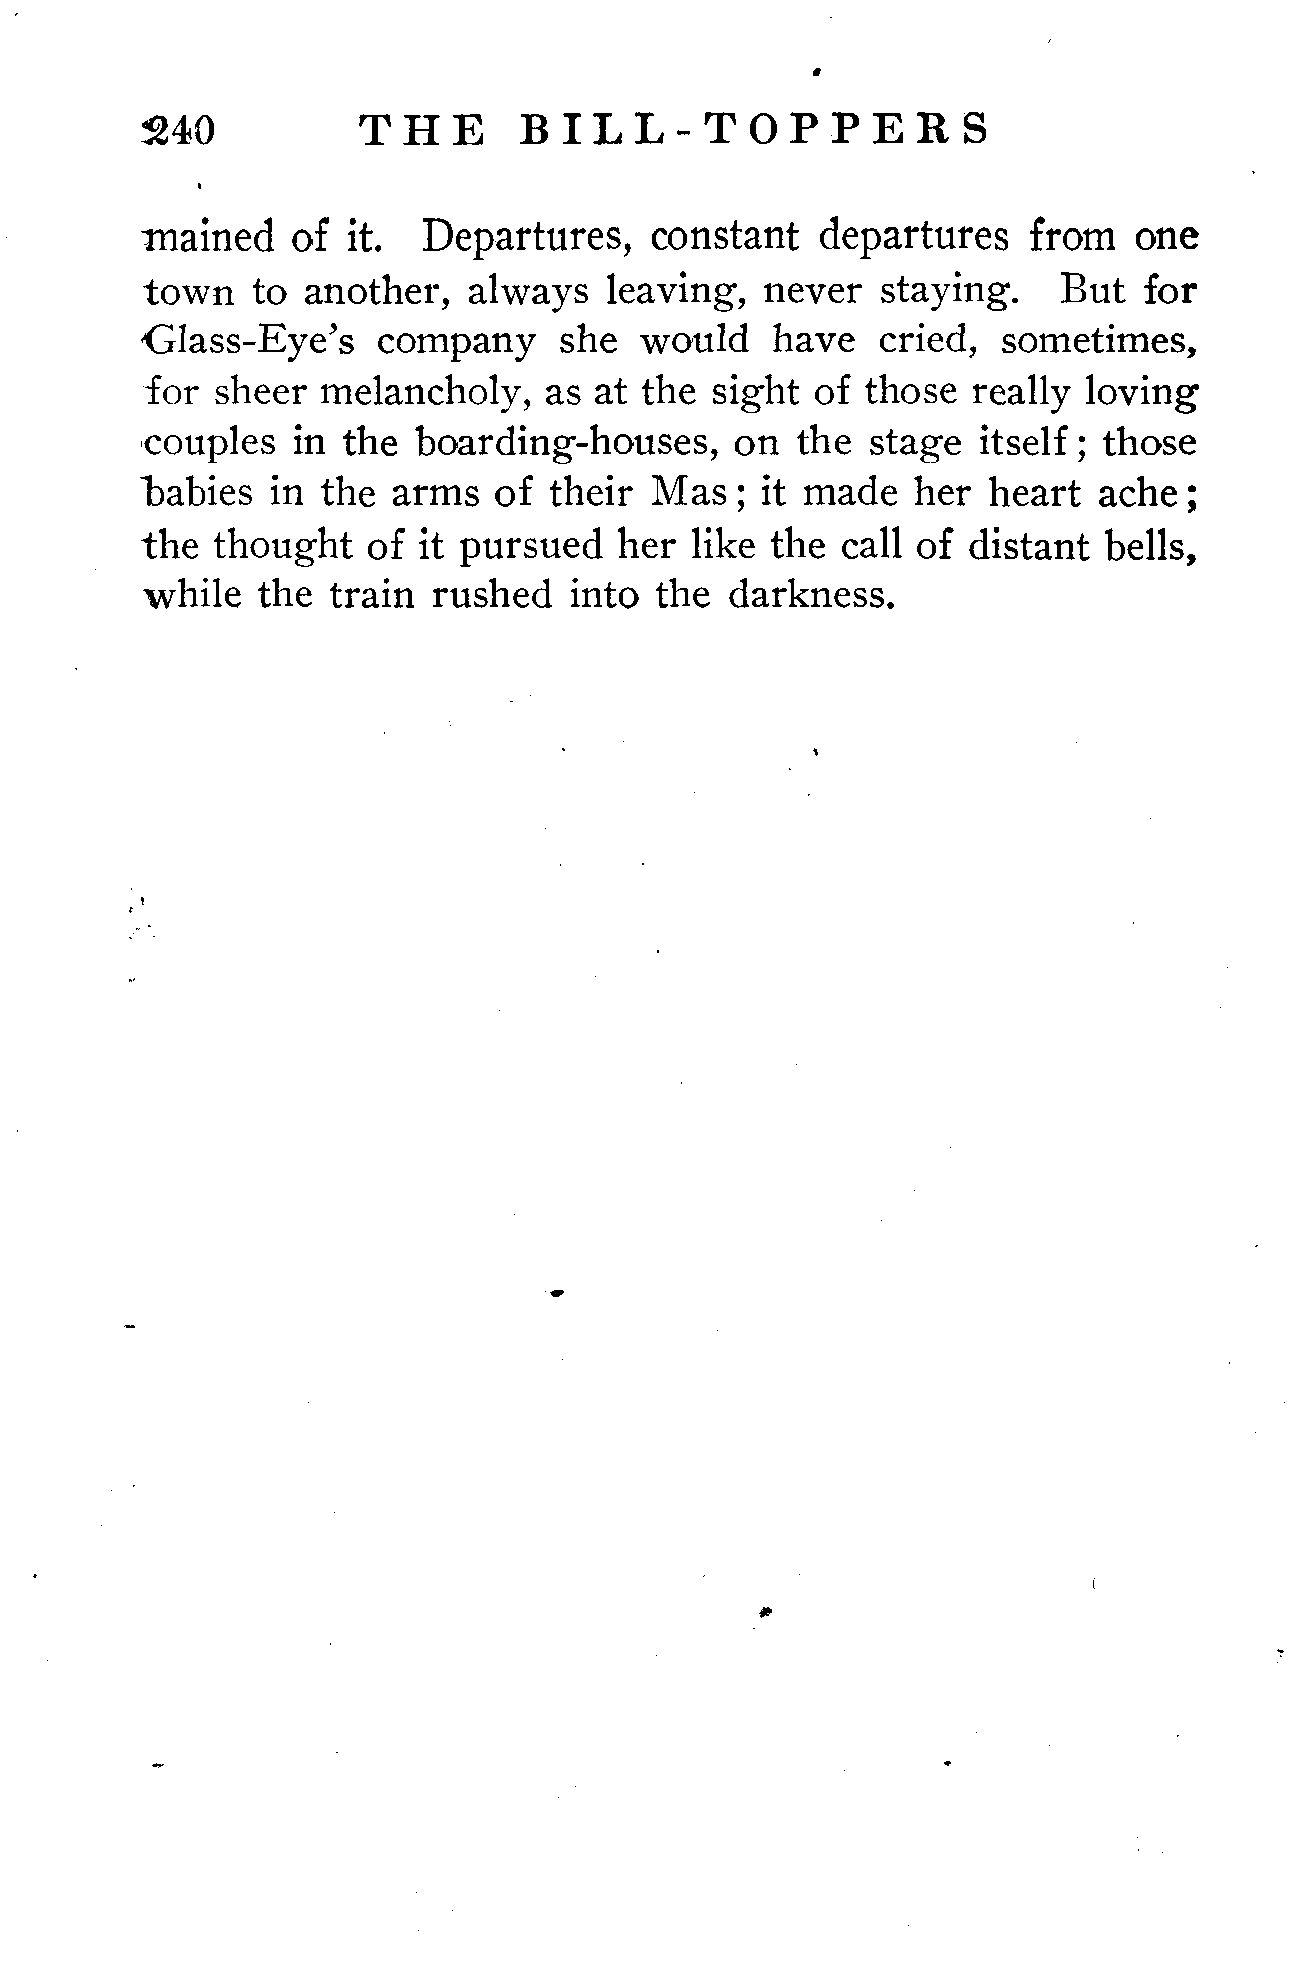 240 THE BILL-TOPPERS
mained of it. Departures, constant departures from one
town to another, always leaving, never staying. But for
Glass-Eye's company she would have cried, sometimes,
for sheer melancholy, as at the sight of those really loving
couples in the boarding-houses, on the stage itself; those
babies in the arms of their Mas; it made her heart ache;
the thought of it pursued her like the call of distant bells,
while the train rushed into the darkness.